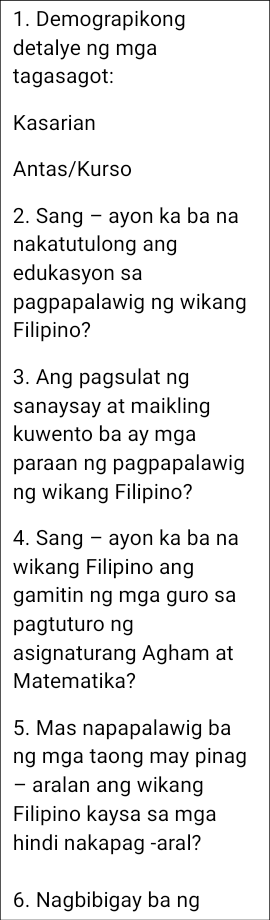 1. Demograpikong
detalye ng mga
tagasagot:
Kasarian
Antas/Kurso
2. Sang – ayon ka ba na
nakatutulong ang
edukasyon sa
pagpapalawig ng wikang
Filipino?
3. Ang pagsulat ng
sanaysay at maikling
kuwento ba ay mga
paraan ng pagpapalawig
ng wikang Filipino?
4. Sang – ayon ka ba na
wikang Filipino ang
gamitin ng mga guro sa
pagtuturo ng
asignaturang Agham at
Matematika?
5. Mas napapalawig ba
ng mga taong may pinag
– aralan ang wikang
Filipino kaysa sa mga
hindi nakapag -aral?
6. Nagbibigay ba ng